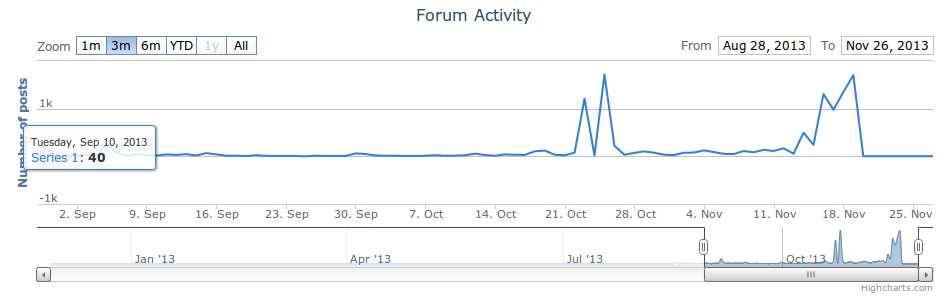 Forum Activity
Zoom 1m 3m 6m YTD 1y All From Aug 28, 2013 To Nov 26, 2013
Number of posts
1k
Tuesday, Sep 10, 2013
Series 1: 40
-1k
2. Sep 9. Sep 16. Sep 23. Sep 30. Sep 7. Oct 14. Oct 21. Oct 28. Oct 4. Nov 11. Nov 18. Nov 25. Nov
Jan '13 Apr '13 Jul '13 Oct '13
Highcharts.com